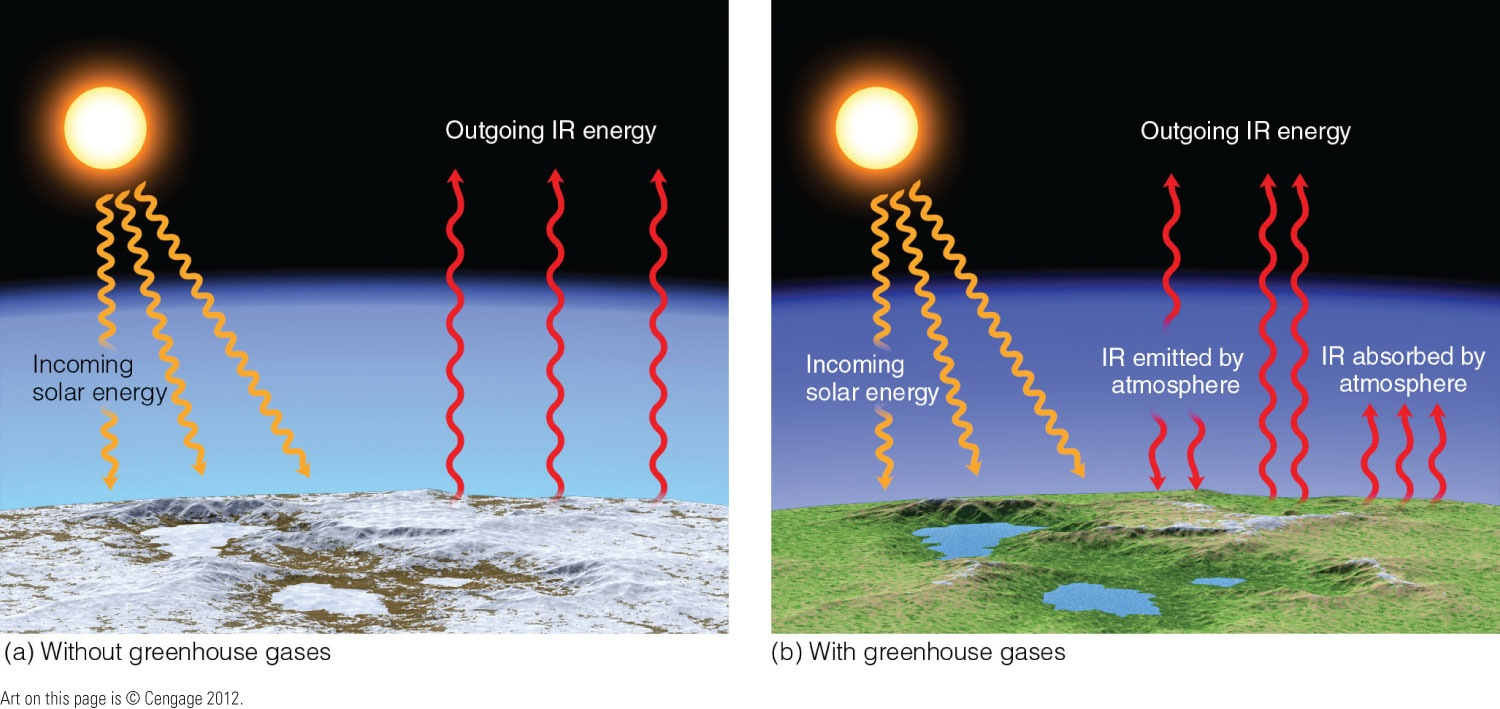 Outgoing IR energy
Incoming
solar energy
(a) Without greenhouse gases
Outgoing IR energy
Incoming
solar energy
IR emitted by
atmosphere
IR absorbed by
atmosphere
(b) With greenhouse gases
Art on this page is © Cengage 2012.